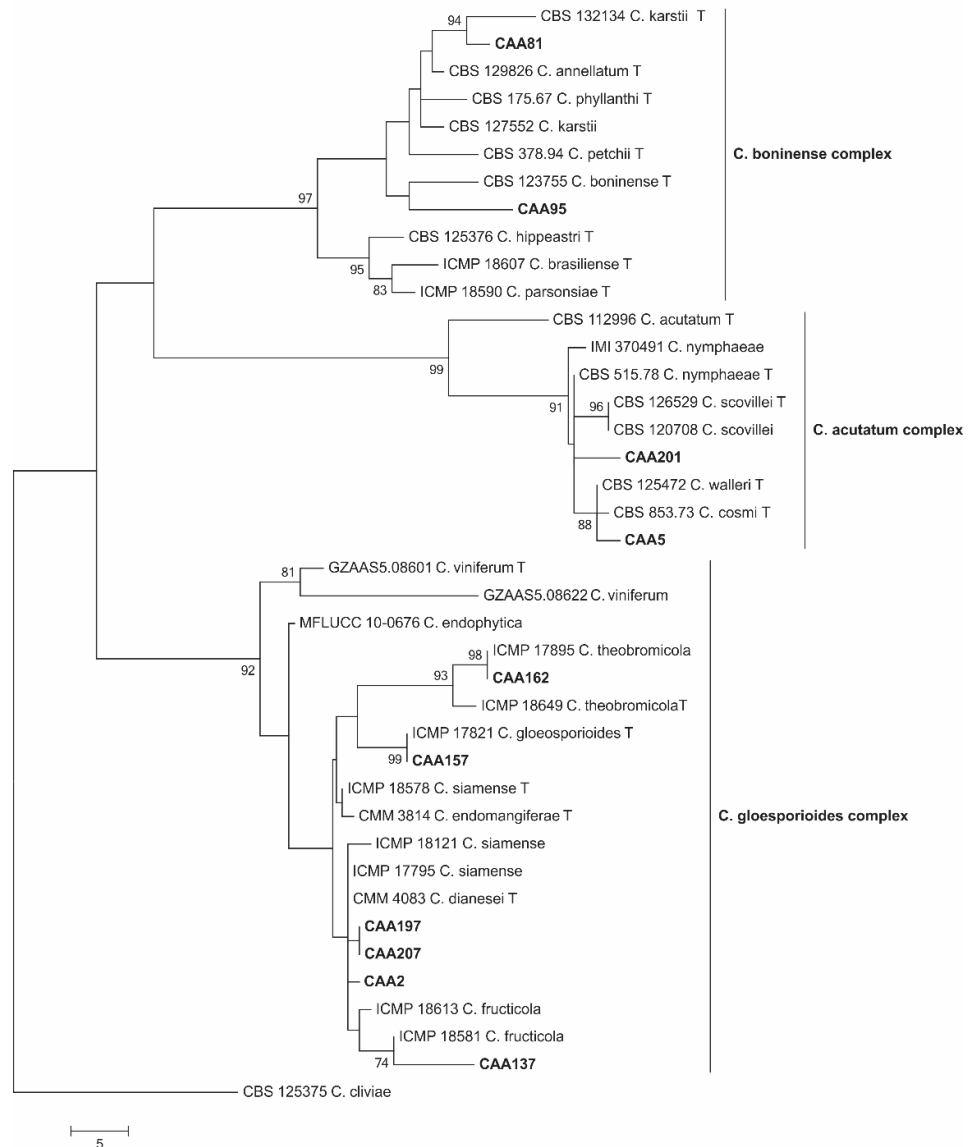 94
CBS 132134 C. karstii T
CAA81
CBS 129826 C. annellatum T
CBS 175.67 C. phyllanthi T
CBS 127552 C. karstii
CBS 378.94 C. petchii T
C. boninense complex
CBS 123755 C. boninense T
97
CAA95
CBS 125376 C. hippeastri T
95
ICMP 18607 C. brasiliense T
83
ICMP 18590 C. parsonsiae T
CBS 112996 C. acutatum T
IMI 370491 C. nymphaeae
99
CBS 515.78 C. nymphaeae T
91
96
CBS 126529 C. scovillei T
CBS 120708 C. scovillei
C. acutatum complex
CAA201
CBS 125472 C. walleri T
CBS 853.73 C. cosmi T
88
CAA5
81
GZAAS5.08601 C. viniferum T
GZAAS5.08622 C. viniferum
MFLUCC 10-0676 C. endophytica
92
98
ICMP 17895 C. theobromicola
93
CAA162
ICMP 18649 C. theobromicolaT
ICMP 17821 C. gloeosporioides T
99
CAA157
ICMP 18578 C. siamense T
CMM 3814 C. endomangiferae T
C. gloesporioides complex
ICMP 18121 C. siamense
ICMP 17795 C. siamense
CMM 4083 C. dianesei T
CAA197
CAA207
CAA2
ICMP 18613 C. fructicola
ICMP 18581 C. fructicola
74
CAA137
CBS 125375 C. cliviae
5